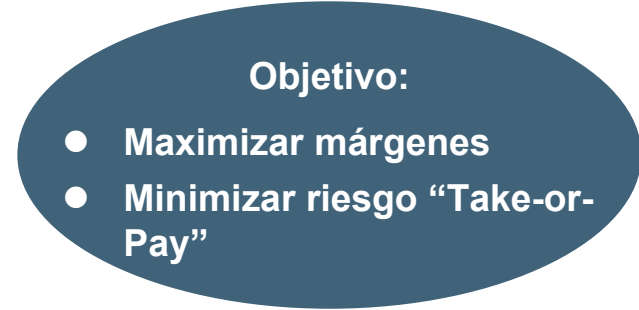 Objetivo:
● Maximizar márgenes
● Minimizar riesgo “Take-or-
Pay”